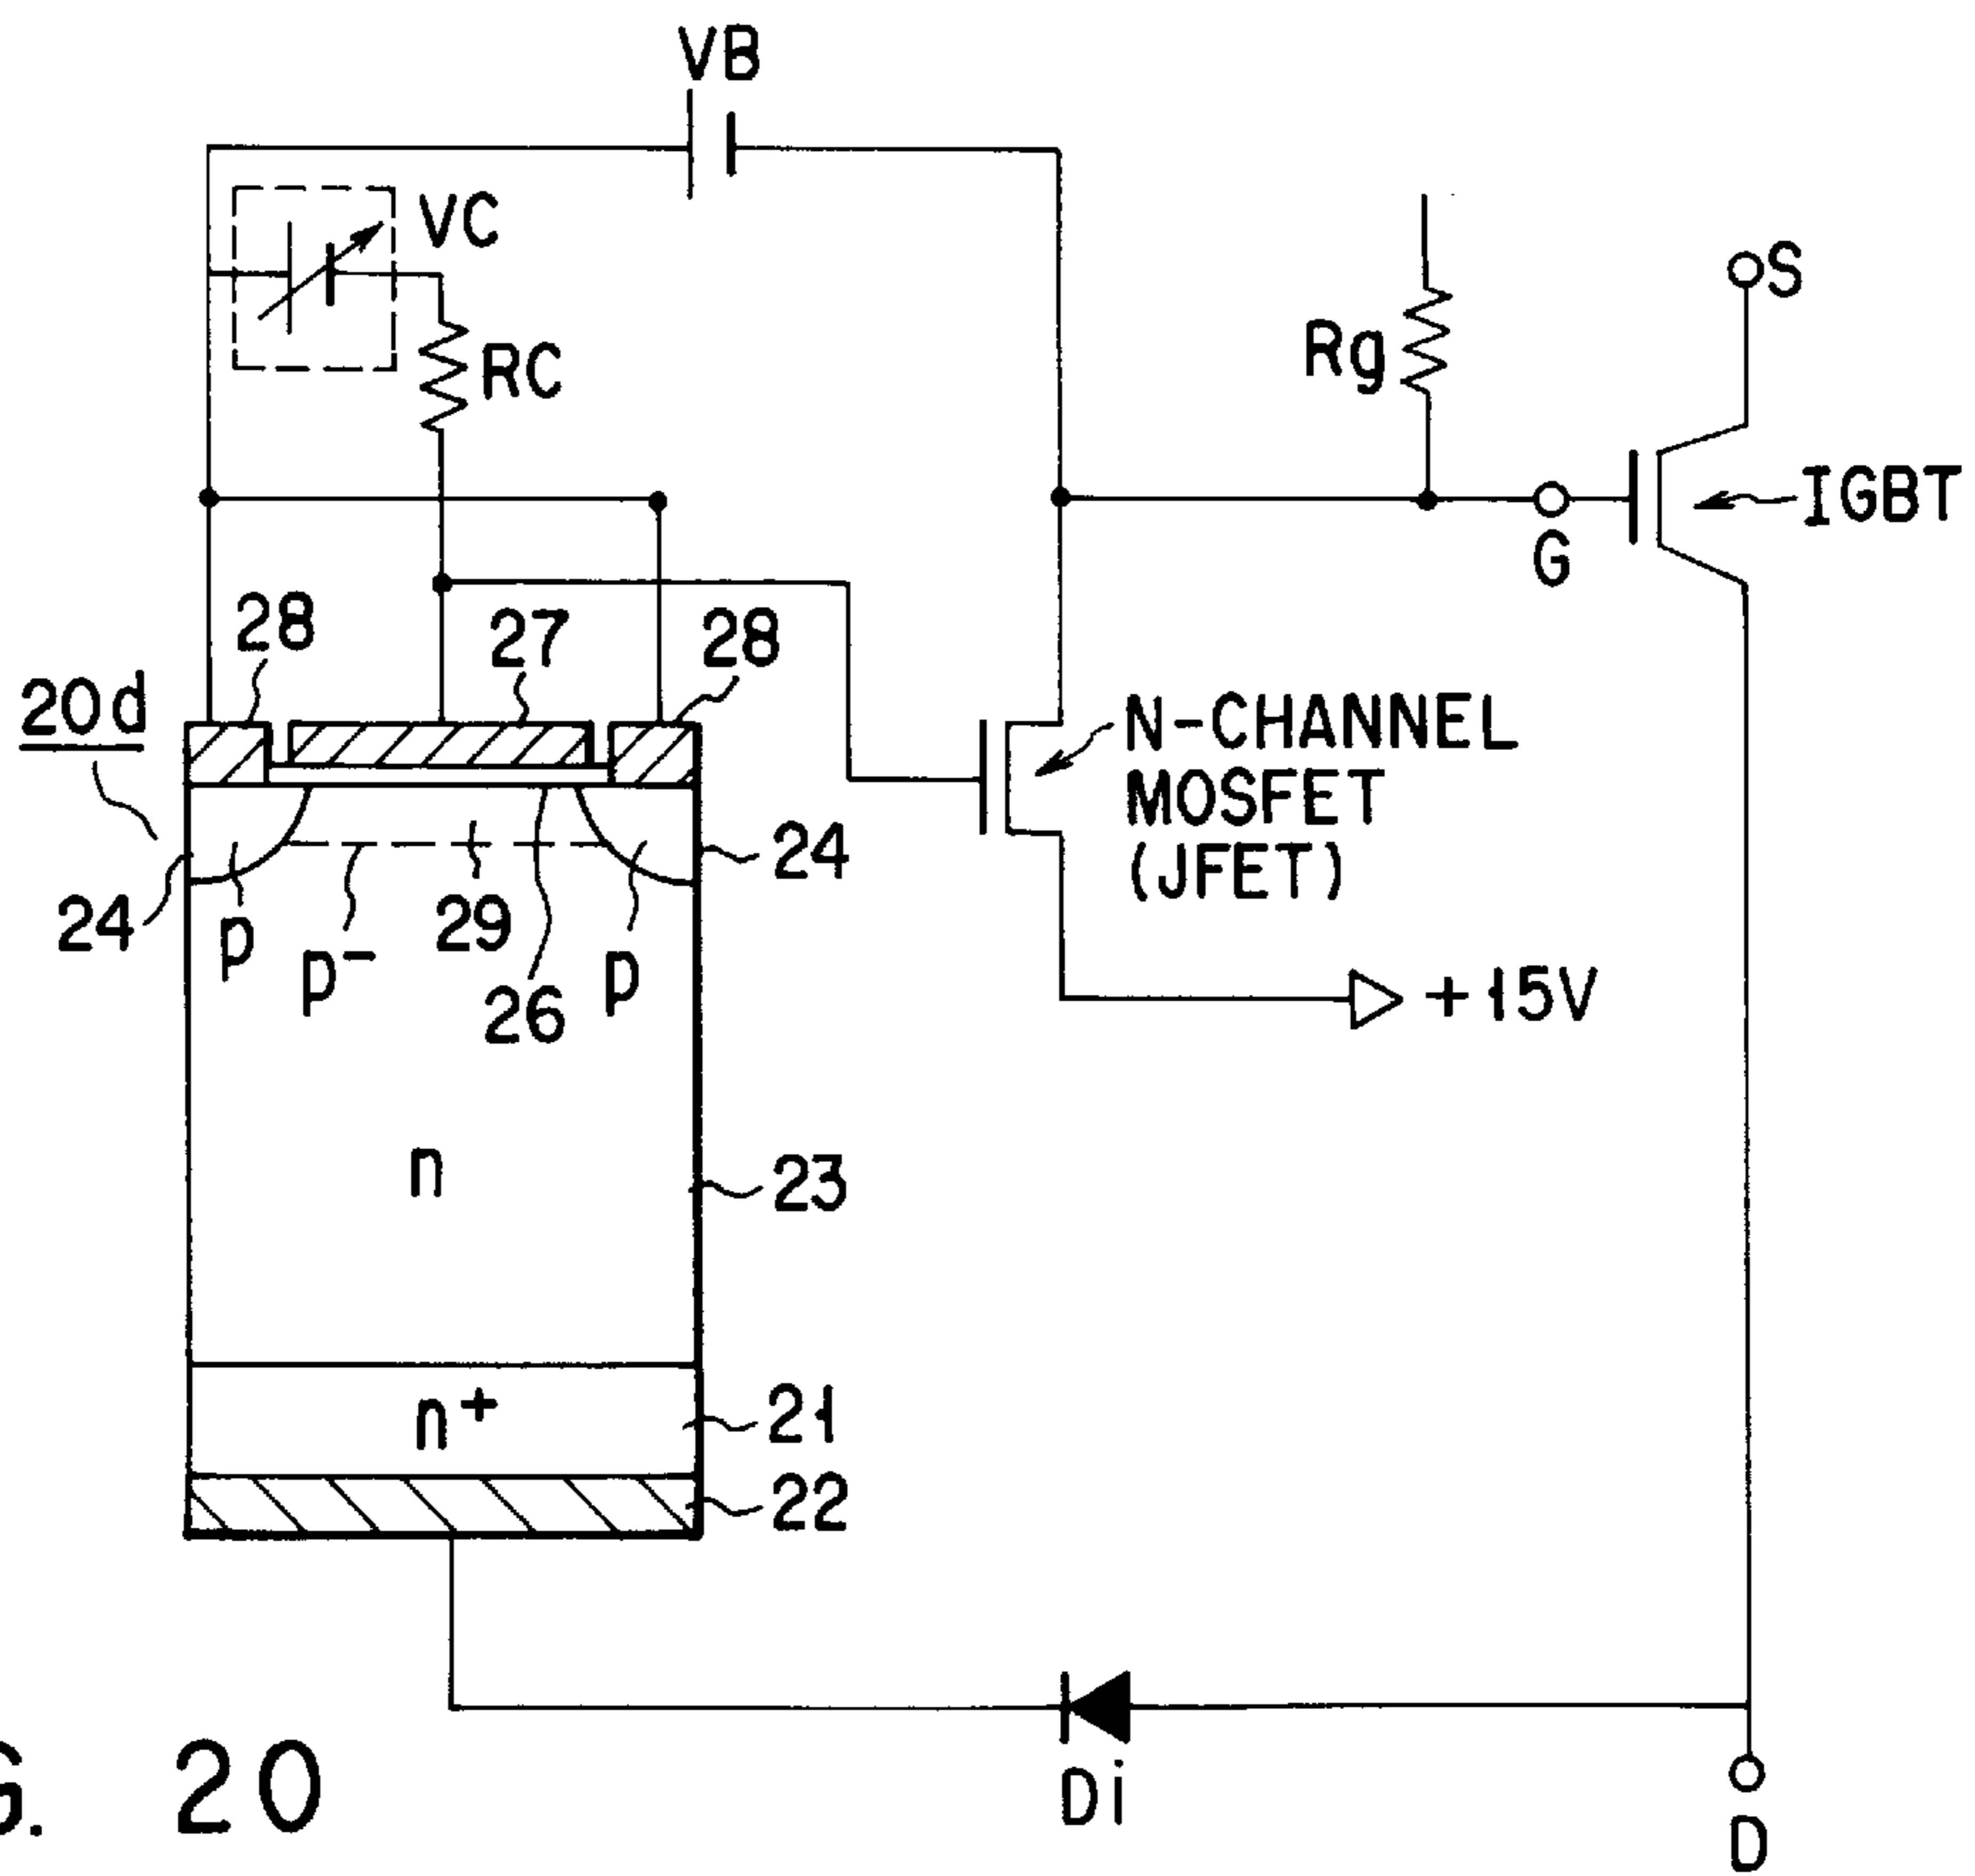 VB
VC
RC
Rg
S
IGBT
G
28
27
28
20d
N-CHANNEL
MOSFET
(JFET)
24
24
p
p-
29
26
p
+15V
n
23
n+
21
22
G. 20
Di
D